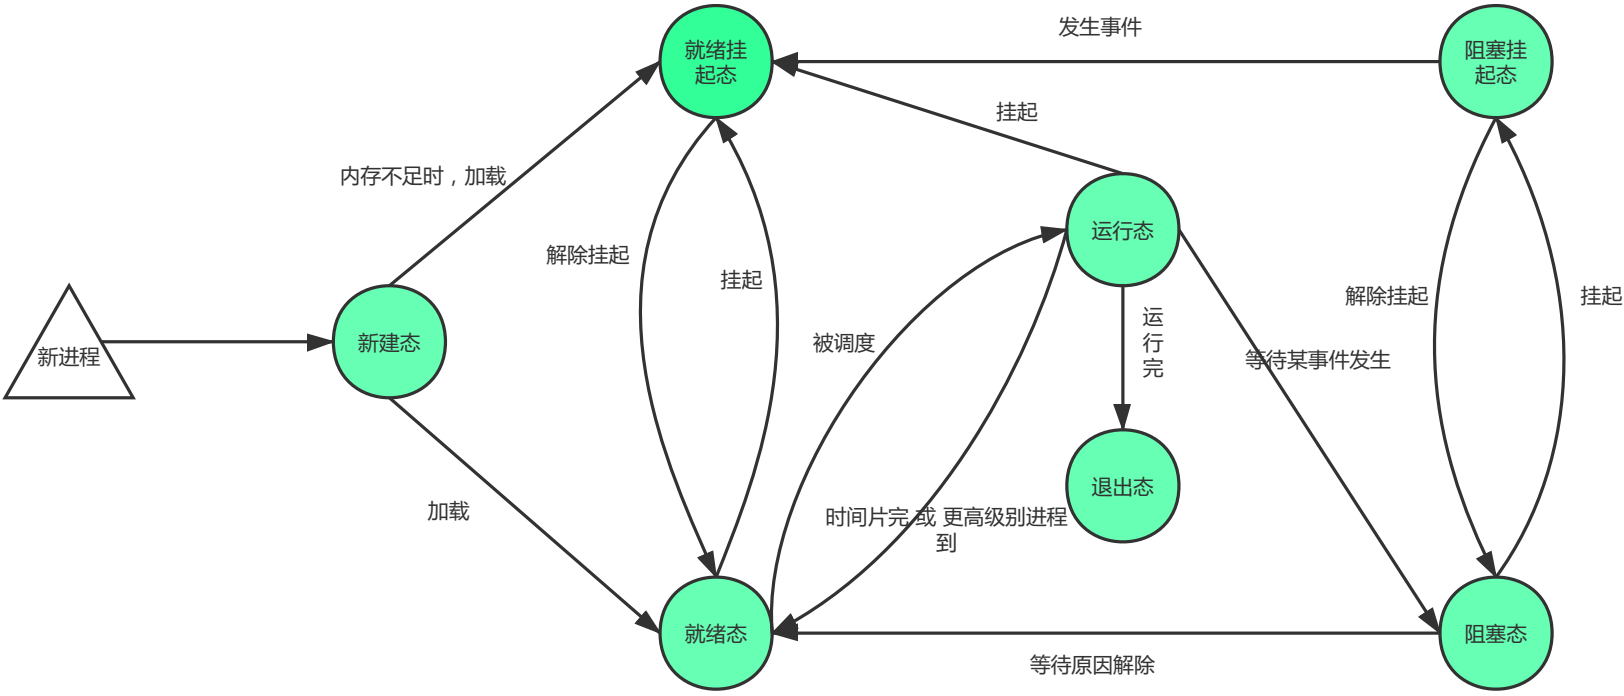 发生事件
就绪挂
起态
阻塞挂
起态
挂起
内存不足时，加载
运行态
解除挂起
挂起
解除挂起
挂起
新进程
新建态
被调度
运
行
完
等待某事件发生
退出态
加载
时间片完 或 更高级别进程
到
就绪态
阻塞态
等待原因解除